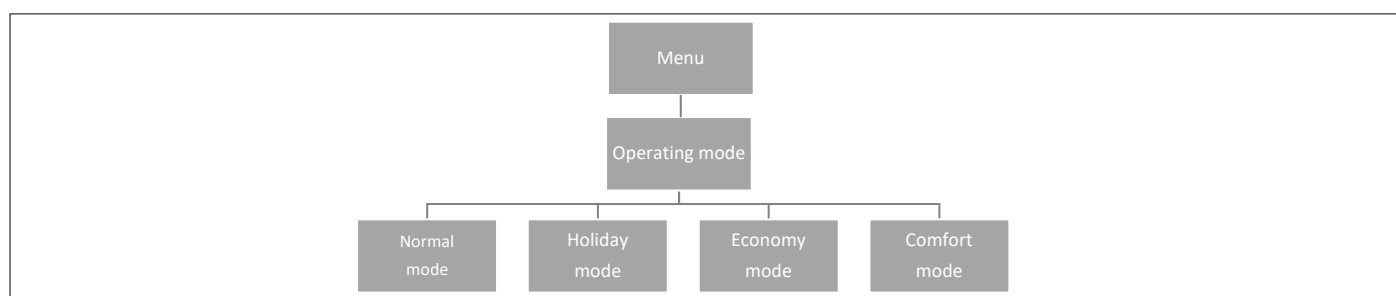 Menu
Operating mode
Normal
mode
Holiday
mode
Economy
mode
Comfort
mode